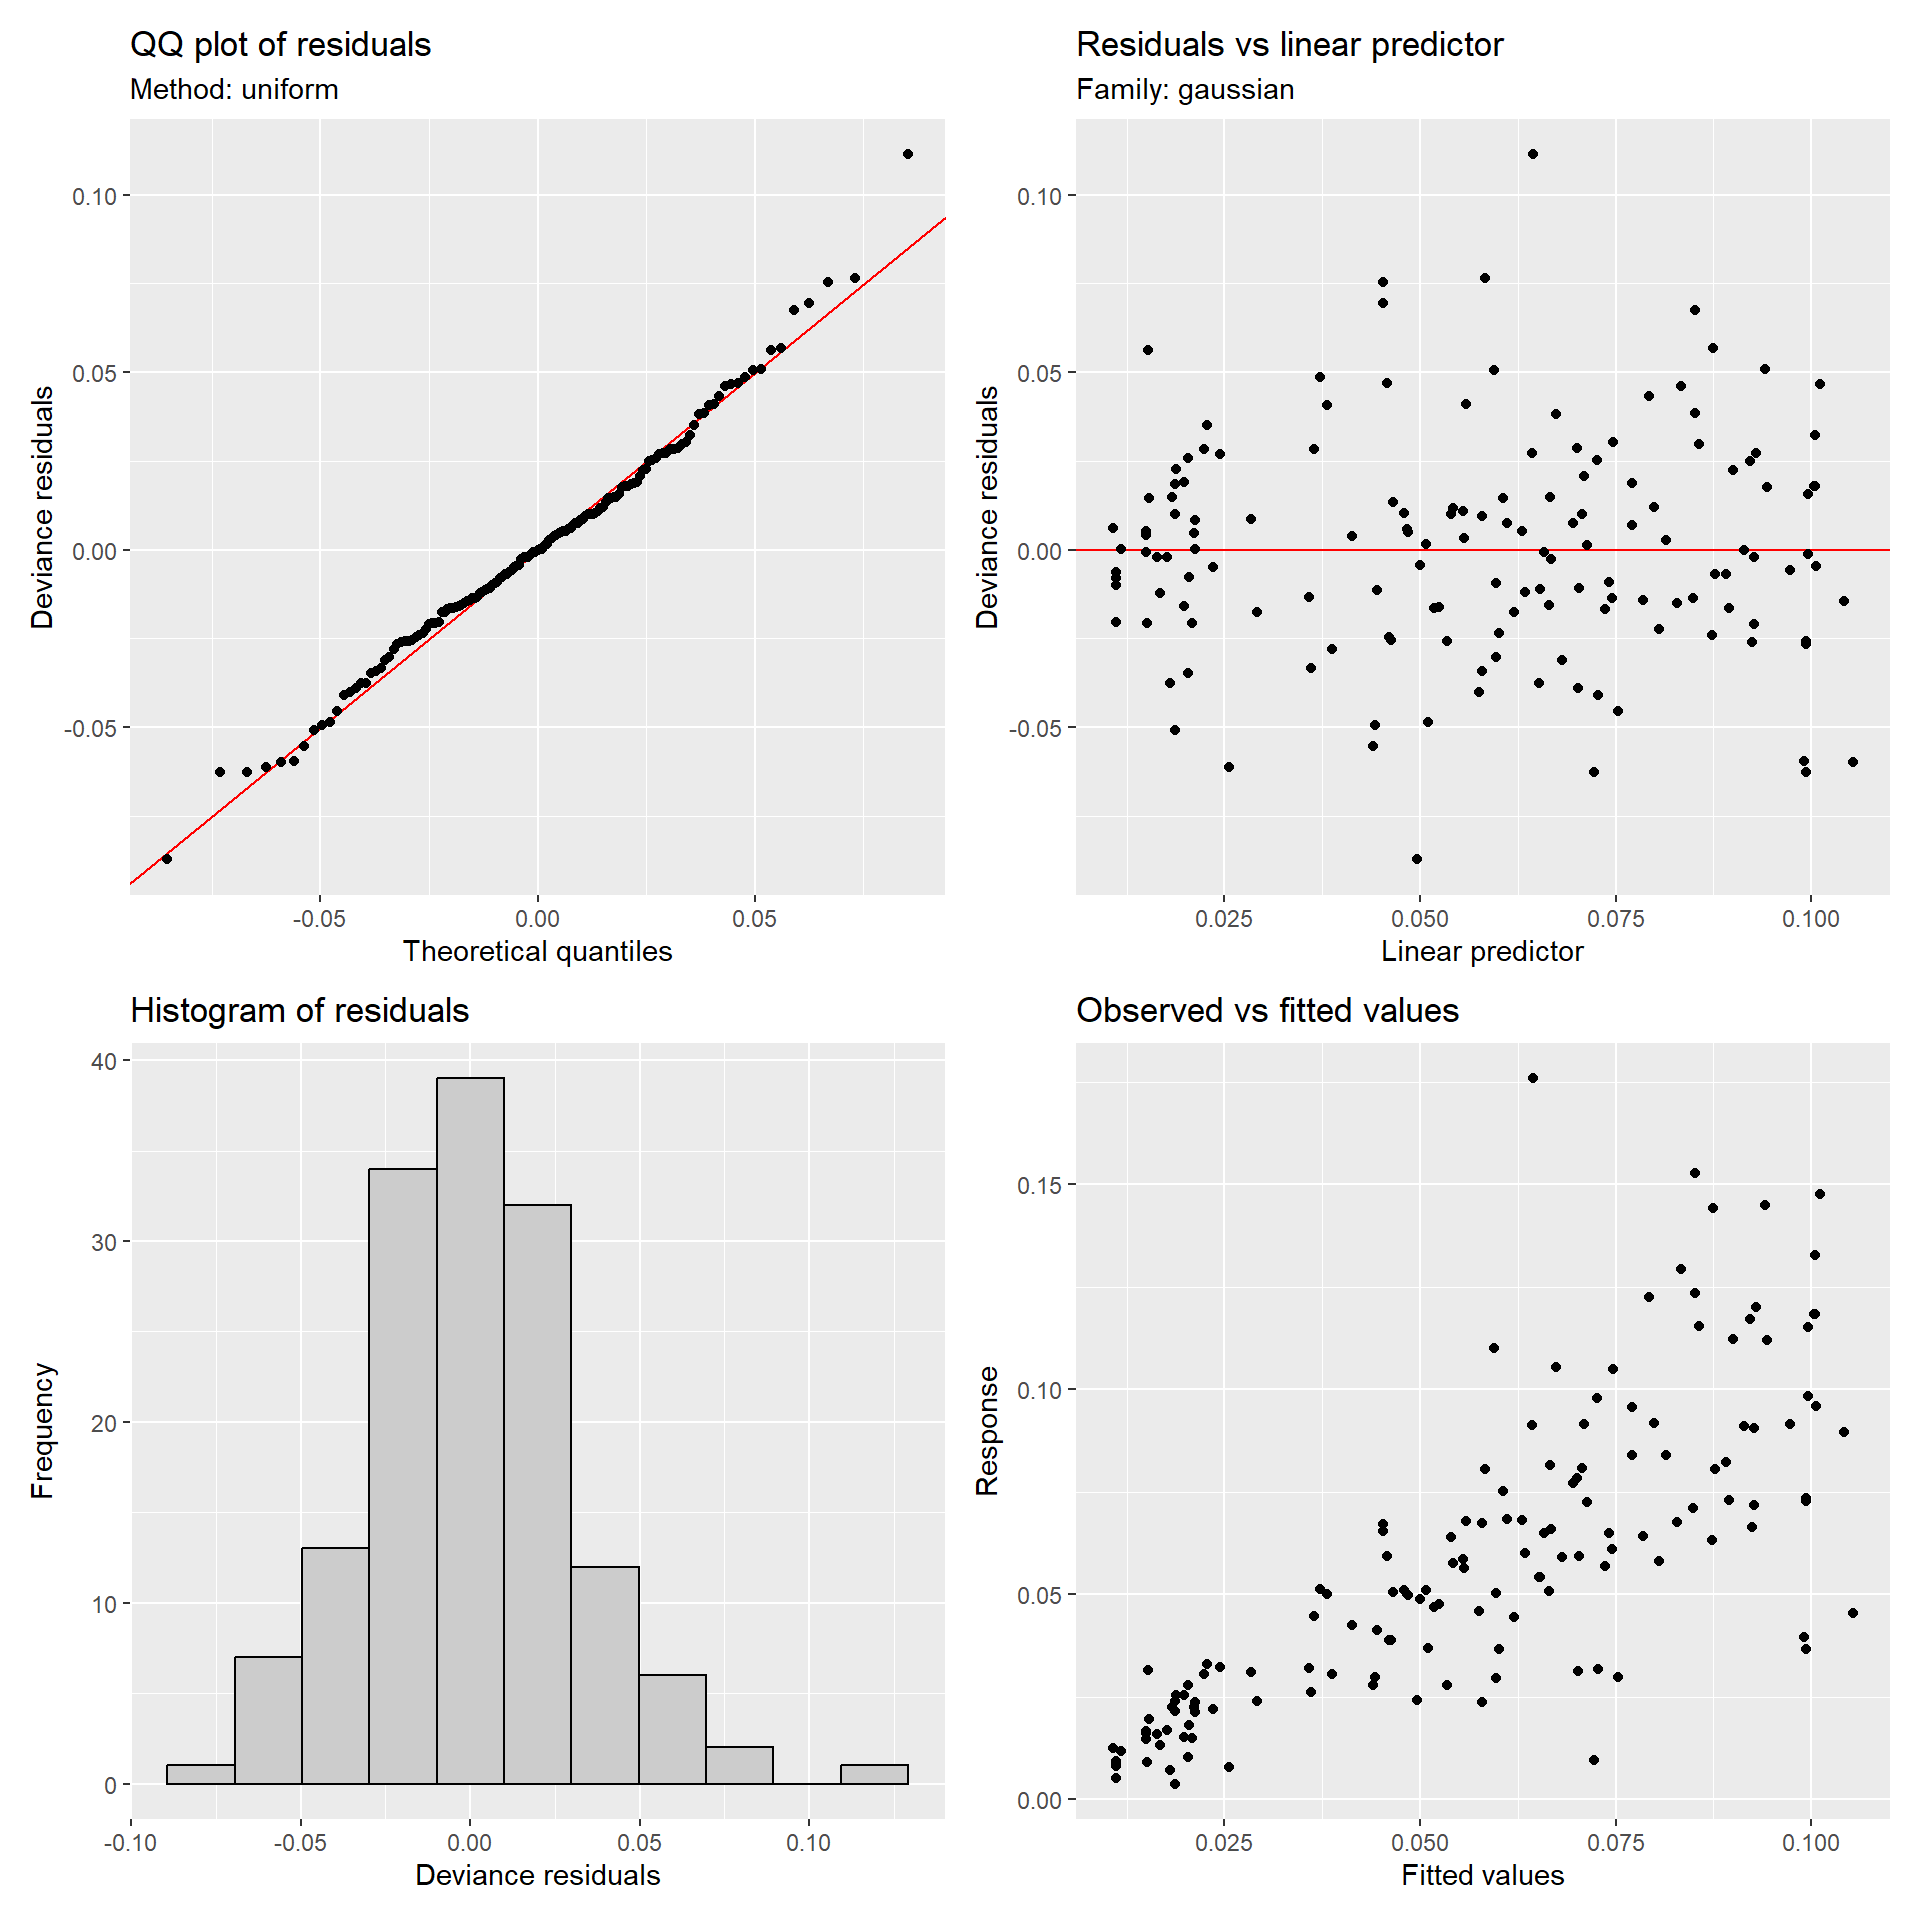 QQ plot of residuals
Method: uniform
0.10
0.05
0.00
-0.05
-0.05
0.00
0.05
Deviance residuals
Theoretical quantiles
Residuals vs linear predictor
Family: gaussian
0.10
0.05
0.00
-0.05
0.025
0.050
0.075
0.100
Deviance residuals
Linear predictor
Histogram of residuals
40
30
20
10
0
-0.10
-0.05
0.00
0.05
0.10
Frequency
Deviance residuals
Observed vs fitted values
0.15
0.10
0.05
0.00
0.025
0.050
0.075
0.100
Response
Fitted values